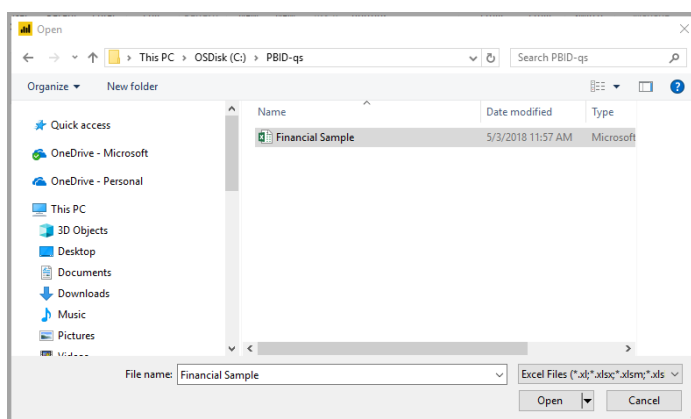 Open
This PC > OSDisk (C:) > PBID-qs
Search PBID-qs
Organize
New folder
Name
Date modified
Type
Quick access
OneDrive - Microsoft
OneDrive - Personal
This PC
3D Objects
Desktop
Documents
Downloads
Music
Pictures
Videos
Financial Sample
5/3/2018 11:57 AM
Microsoft
File name:
Financial Sample
Excel Files (*.xl;*.xlsx;*.xlsm;*.xls
Open
Cancel